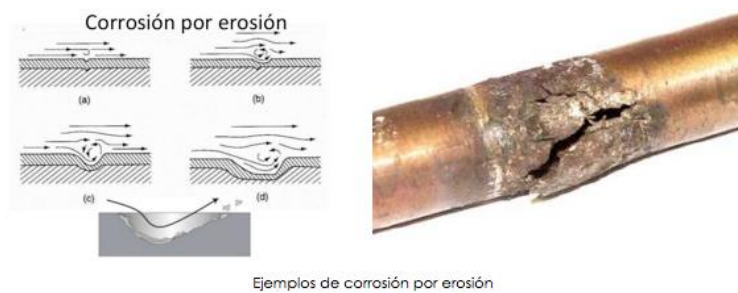 Corrosión por erosión
(a)
(b)
(c)
(d)
Ejemplos de corrosión por erosión